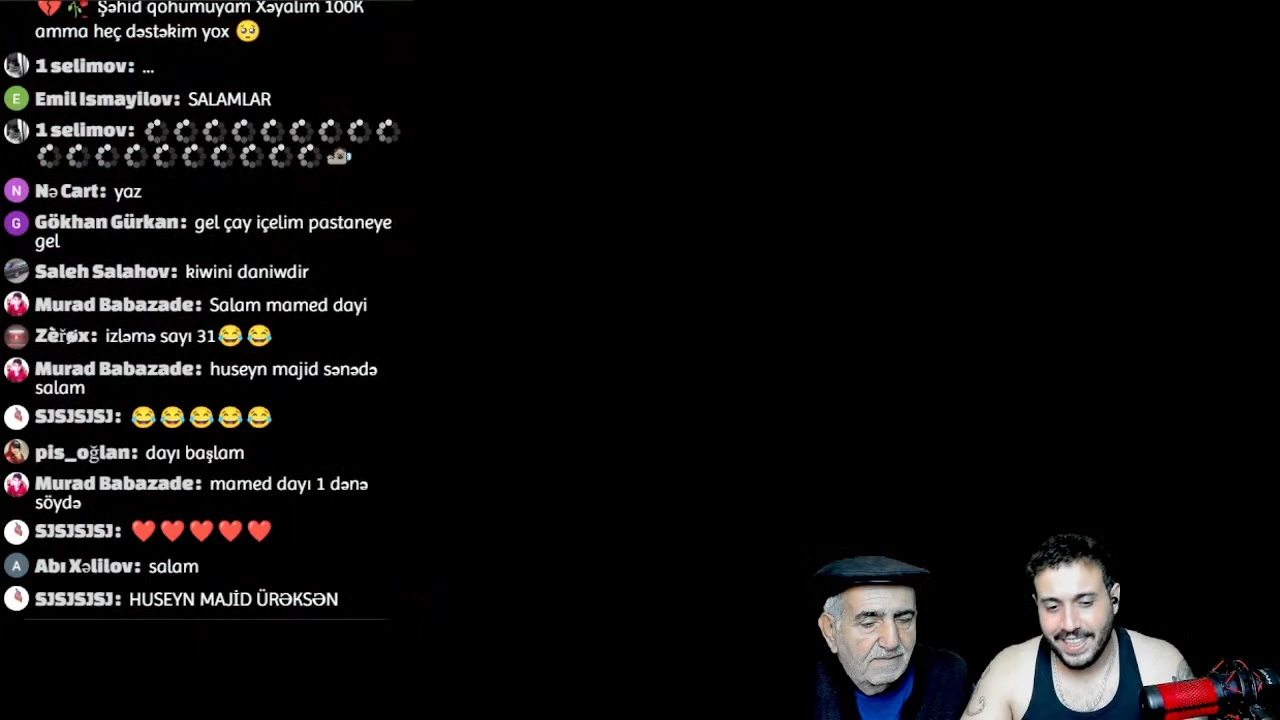 💔 🥀 Şəhid qohumuyam Xəyalım 100K
amma heç dəstəkim yox 🥺
1 selimov: ...
E Emil Ismayilov: SALAMLAR
1 selimov:
N Nə Cart: yaz
G Gökhan Gürkan: gel çay içelim pastaneye
gel
Saleh Salahov: kiwini daniwdir
Murad Babazade: Salam mamed dayi
Zèřøx: izləmə sayı 31😂 😂
Murad Babazade: huseyn majid sənədə
salam
SJSJSJSJ: 😂 😂 😂 😂 😂
pis_oğlan: dayı başlam
Murad Babazade: mamed dayı 1 dənə
söydə
SJSJSJSJ: ❤️ ❤️ ❤️ ❤️ ❤️
A Abı Xəlilov: salam
SJSJSJSJ: HUSEYN MAJİD ÜRƏKSƏN